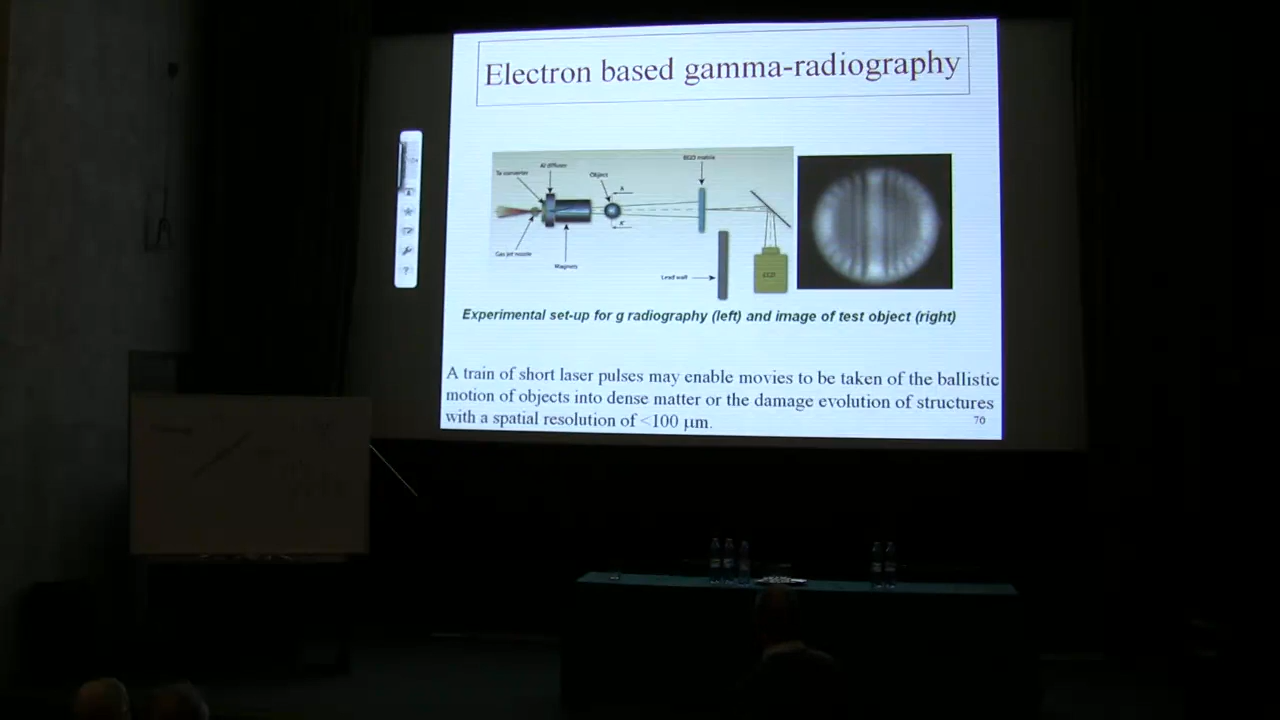 Electron based gamma-radiography
Al diffuser
Ta converter
Object
Gas jet nozzle
Magnets
Lead wall
Experimental set-up for g radiography (left) and image of test object (right)
A train of short laser pulses may enable movies to be taken of the ballistic
motion of objects into dense matter or the damage evolution of structures
with a spatial resolution of <100 μm.
70